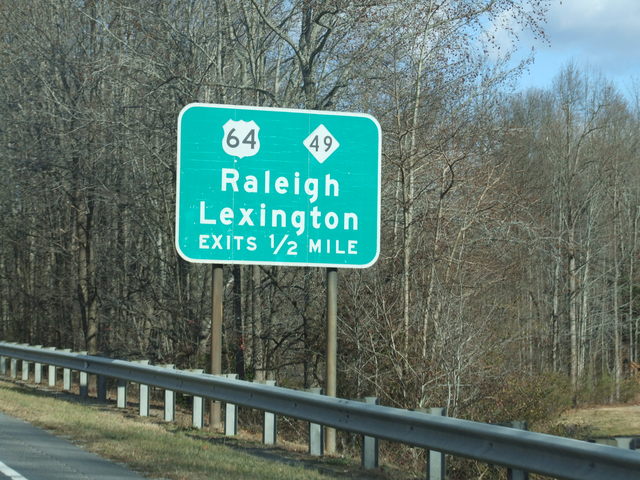 64 49
Raleigh
Lexington
EXITS 1/2 MILE